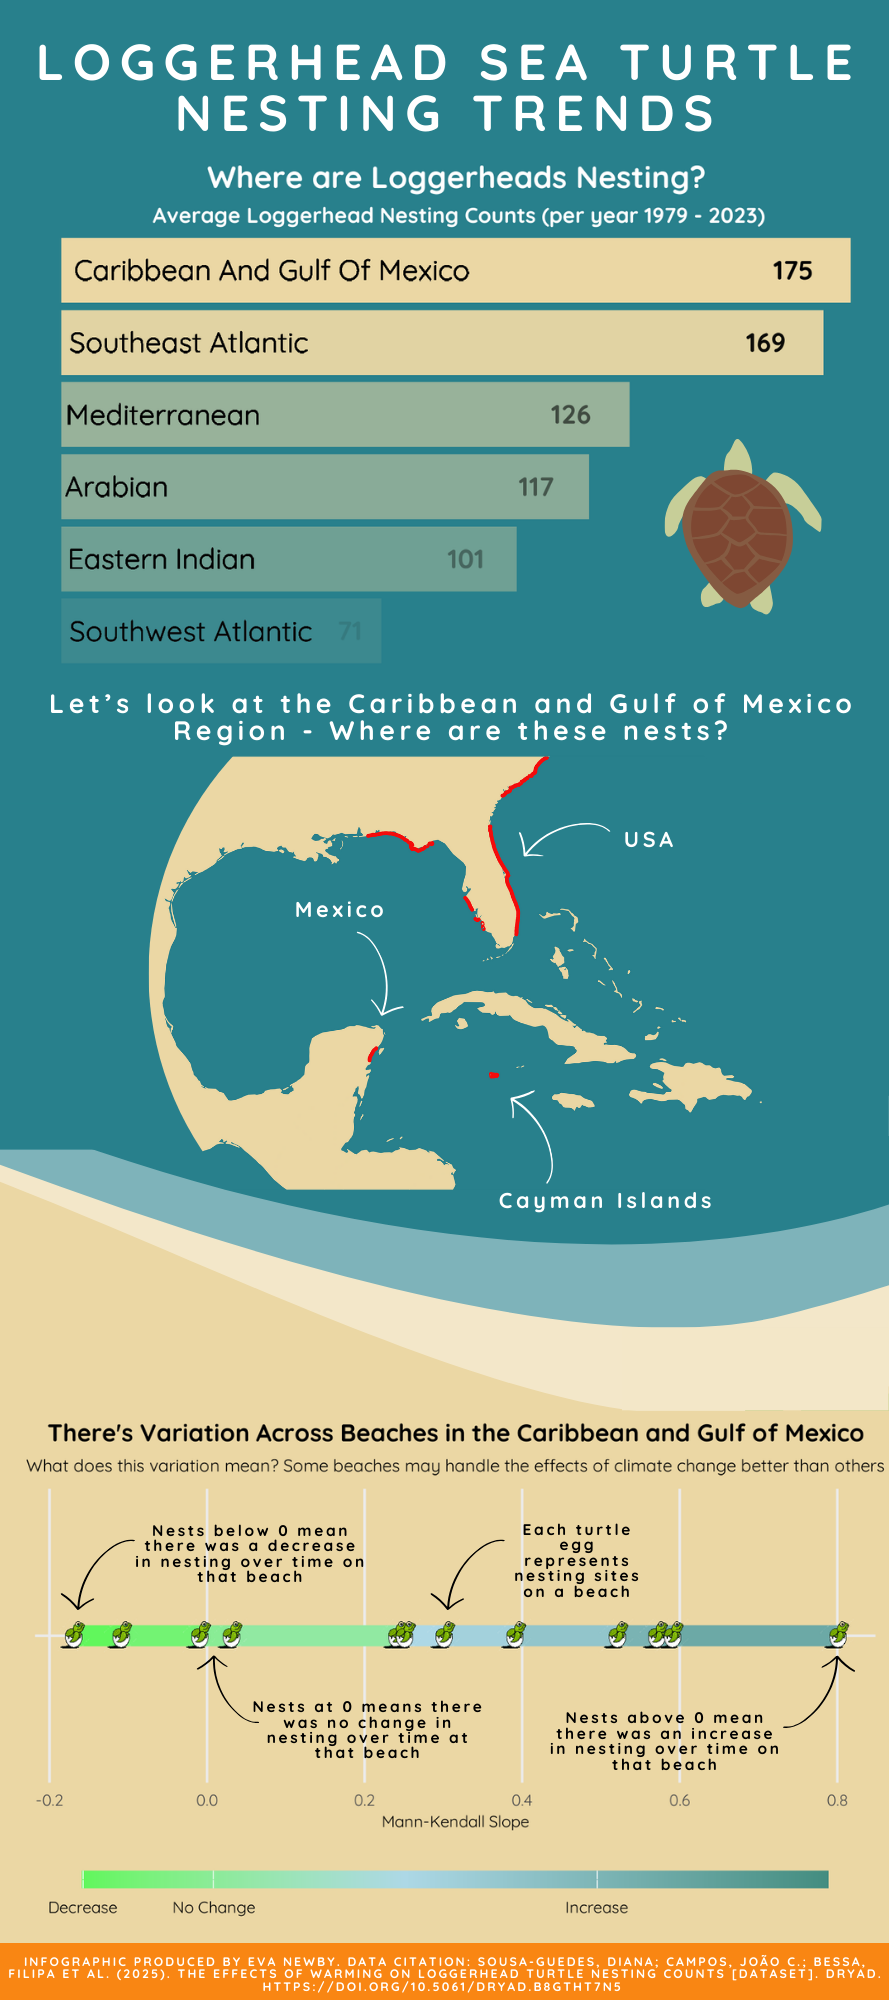 LOGGERHEAD SEA TURTLE
NESTING TRENDS
Where are Loggerheads Nesting?
Average Loggerhead Nesting Counts (per year 1979 - 2023)
Caribbean And Gulf Of Mexico 175
Southeast Atlantic 169
Mediterranean 126
Arabian 117
Eastern Indian 101
Southwest Atlantic 71
Let's look at the Caribbean and Gulf of Mexico
Region - Where are these nests?
USA
Mexico
Cayman Islands
There's Variation Across Beaches in the Caribbean and Gulf of Mexico
What does this variation mean? Some beaches may handle the effects of climate change better than others
Nests below 0 mean
there was a decrease
in nesting over time on
that beach
Each turtle
egg
represents
nesting sites
on a beach
Nests at 0 means there
was no change in
nesting over time at
that beach
Nests above 0 mean
there was an increase
in nesting over time on
that beach
-0.2 0.0 0.2 0.4 0.6 0.8
Mann-Kendall Slope
Decrease No Change Increase
INFOGRAPHIC PRODUCED BY EVA NEWBY. DATA CITATION: SOUSA-GUEDES, DIANA; CAMPOS, JOÃO C.; BESSA,
FILIPA ET AL. (2025). THE EFFECTS OF WARMING ON LOGGERHEAD TURTLE NESTING COUNTS [DATASET]. DRYAD.
HTTPS://DOI.ORG/10.5061/DRYAD.B8GTHT7N5